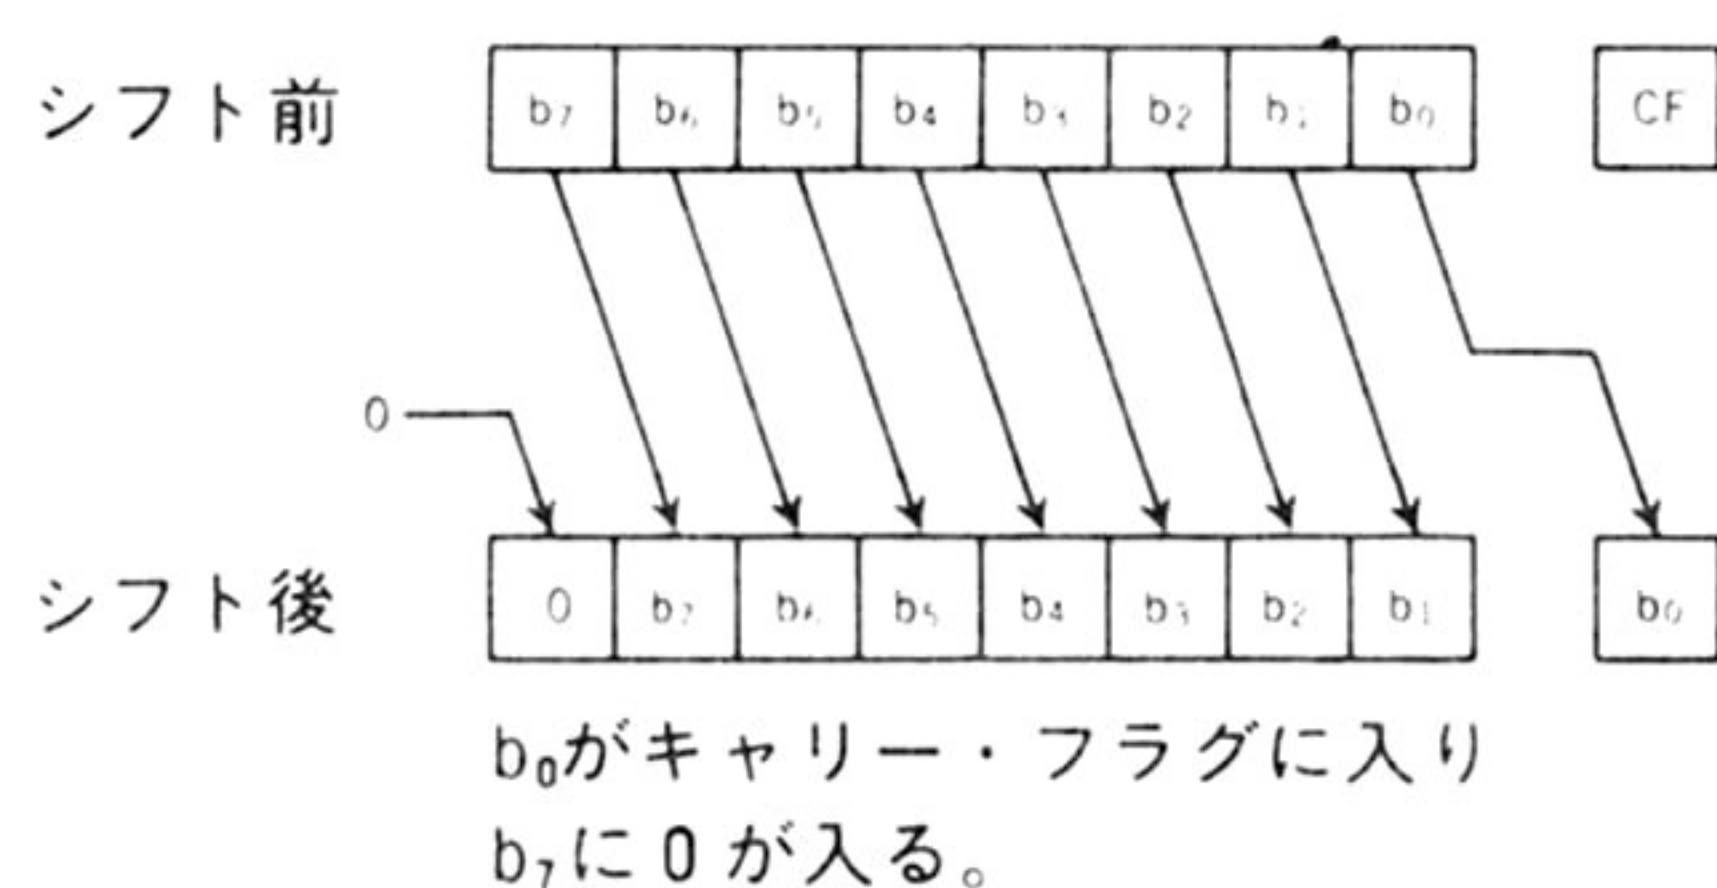 シフト前 b₇ b₆ b₅ b₄ b₃ b₂ b₁ b₀ CF
0
シフト後 0 b₇ b₆ b₅ b₄ b₃ b₂ b₁ b₀
b₀がキャリー・フラグに入り
b₇に0が入る。